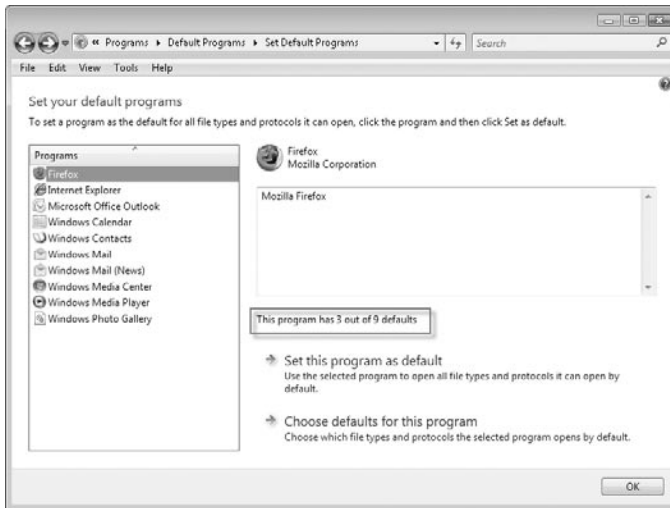 « Programs ▸ Default Programs ▸ Set Default Programs
Search
File Edit View Tools Help
Set your default programs
To set a program as the default for all file types and protocols it can open, click the program and then click Set as default.
Programs
Firefox
Internet Explorer
Microsoft Office Outlook
Windows Calendar
Windows Contacts
Windows Mail
Windows Mail (News)
Windows Media Center
Windows Media Player
Windows Photo Gallery
Firefox
Mozilla Corporation
Mozilla Firefox
This program has 3 out of 9 defaults
Set this program as default
Use the selected program to open all file types and protocols it can open by
default.
Choose defaults for this program
Choose which file types and protocols the selected program opens by default.
OK